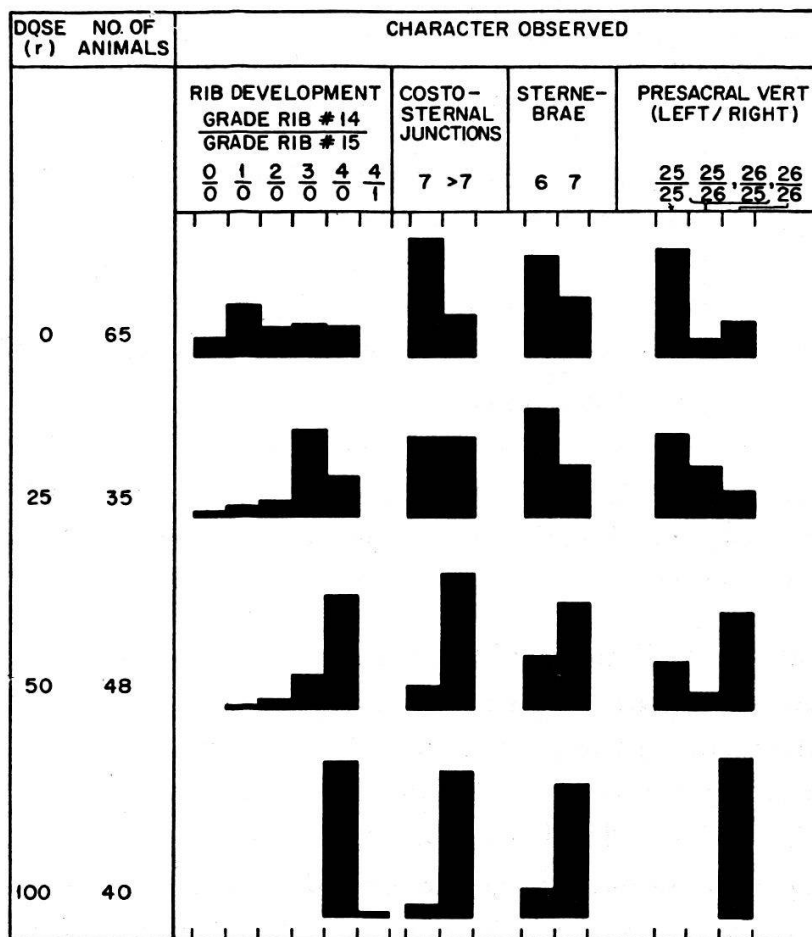 DQSE NO. OF CHARACTER OBSERVED
(r) ANIMALS
RIB DEVELOPMENT
GRADE RIB # 14
GRADE RIB # 15
0/0 1/0 2/0 3/0 4/0 4/1
COSTO-
STERNAL
JUNCTIONS
7 >7
STERNE-
BRAE
6 7
PRESACRAL VERT
(LEFT/RIGHT)
25/25 25/26, 26/25, 26/26
0 65
25 35
50 48
100 40